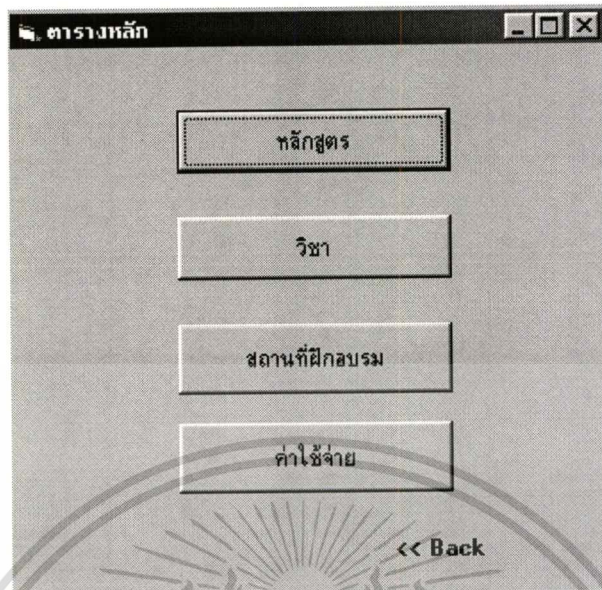 ตารางหลัก
หลักสูตร
วิชา
สถานที่ฝึกอบรม
ค่าใช้จ่าย
<< Back